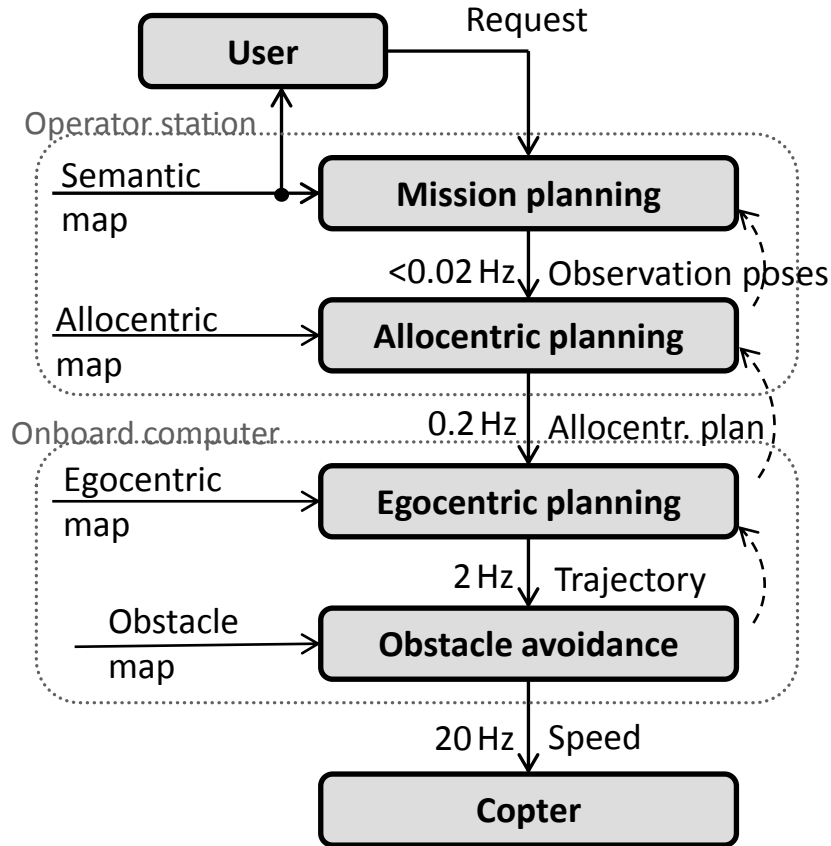 Request
User
Operator station
Semantic
map
Mission planning
<0.02 Hz
Observation poses
Allocentric
map
Allocentric planning
0.2 Hz
Allocentr. plan
Onboard computer
Egocentric
map
Egocentric planning
2 Hz
Trajectory
Obstacle
map
Obstacle avoidance
20 Hz
Speed
Copter